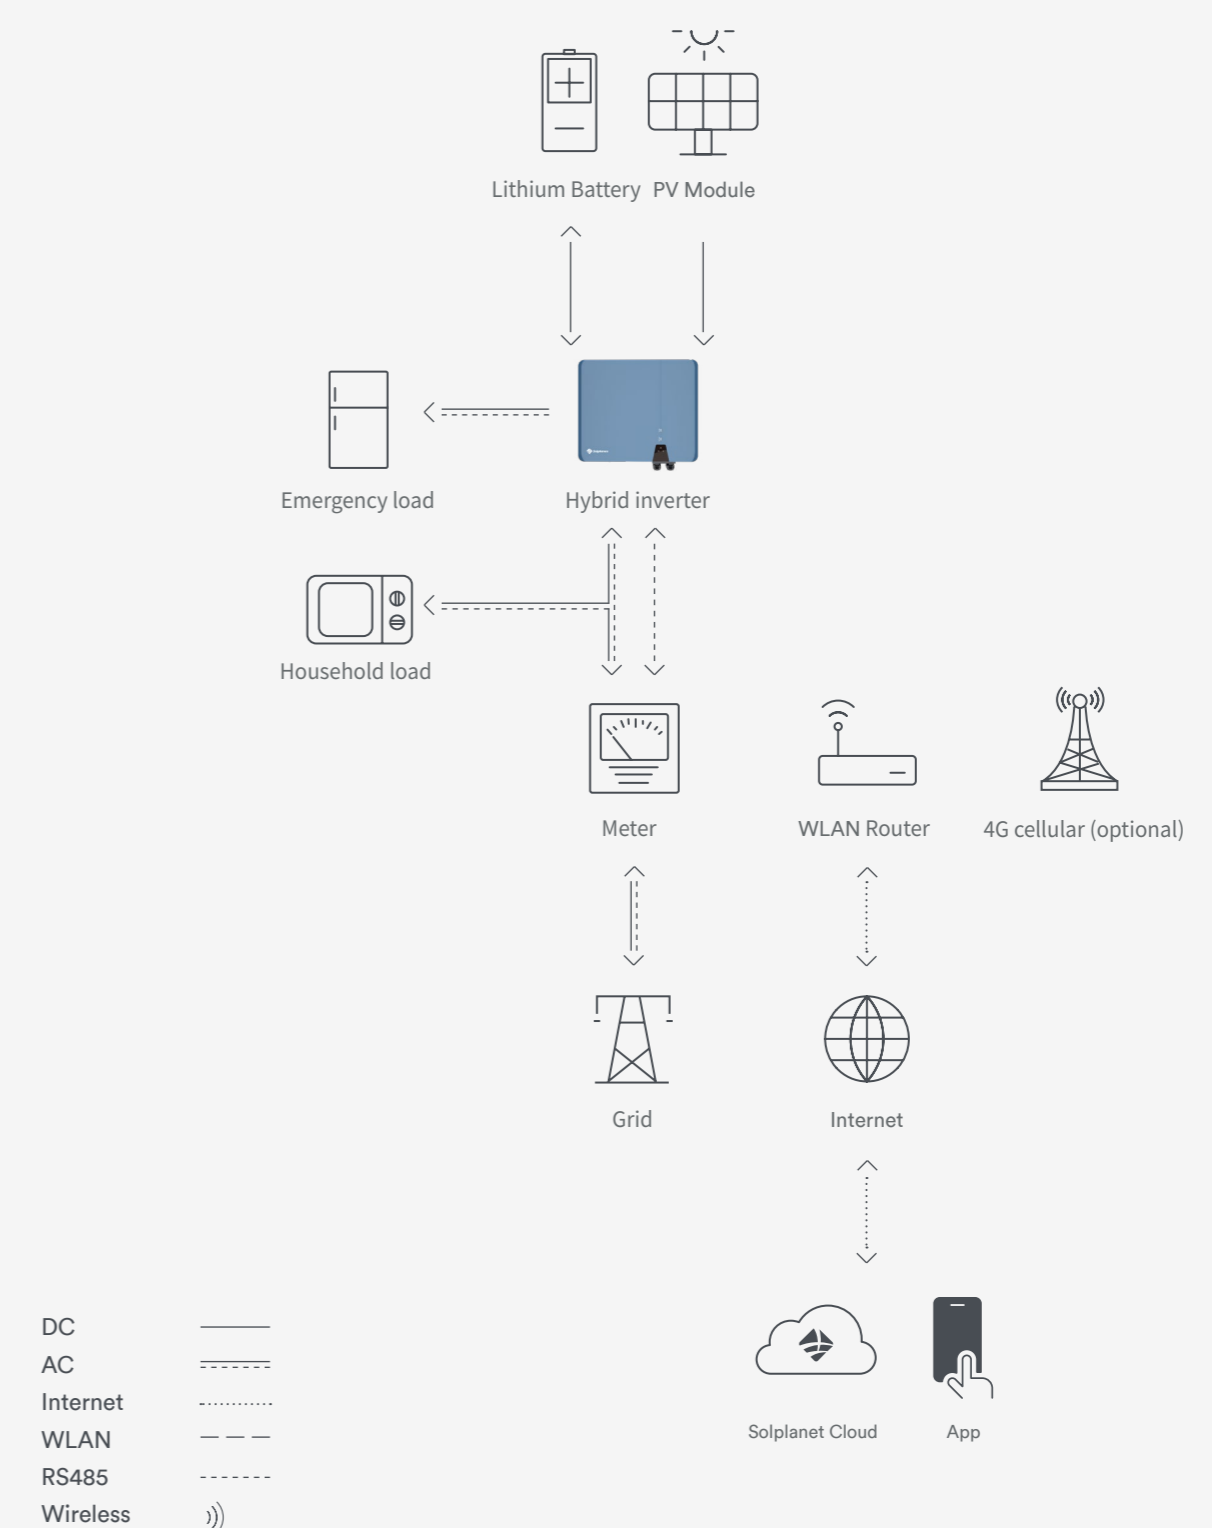 Lithium Battery PV Module
Emergency load
Hybrid inverter
Household load
Meter
WLAN Router
4G cellular (optional)
Grid
Internet
Solplanet Cloud
App
DC
AC
Internet
WLAN
RS485
Wireless